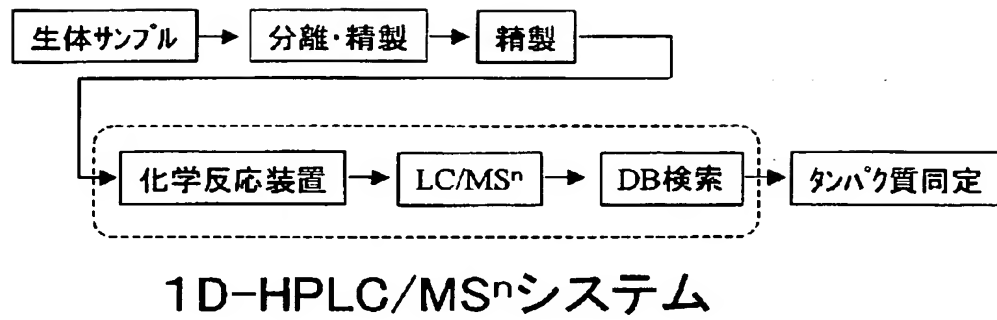 生体サンプル 分離・精製 精製
化学反応装置 LC/MSⁿ DB検索 タンパク質同定
1D-HPLC/MSⁿシステム